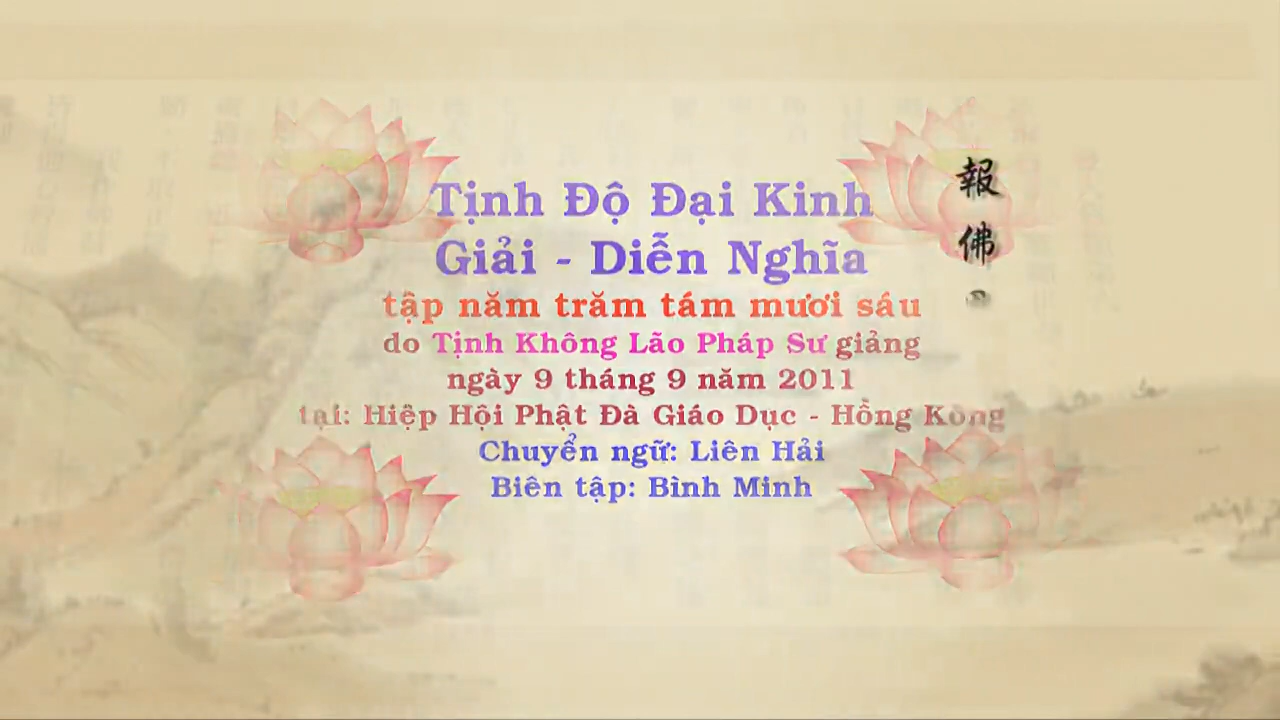 Tịnh Độ Đại Kinh
Giải - Diễn Nghĩa
tập năm trăm tám mươi sáu
do Tịnh Không Lão Pháp Sư giảng
ngày 9 tháng 9 năm 2011
tại: Hiệp Hội Phật Đà Giáo Dục - Hồng Kông
Chuyển ngữ: Liên Hải
Biên tập: Bình Minh
報佛